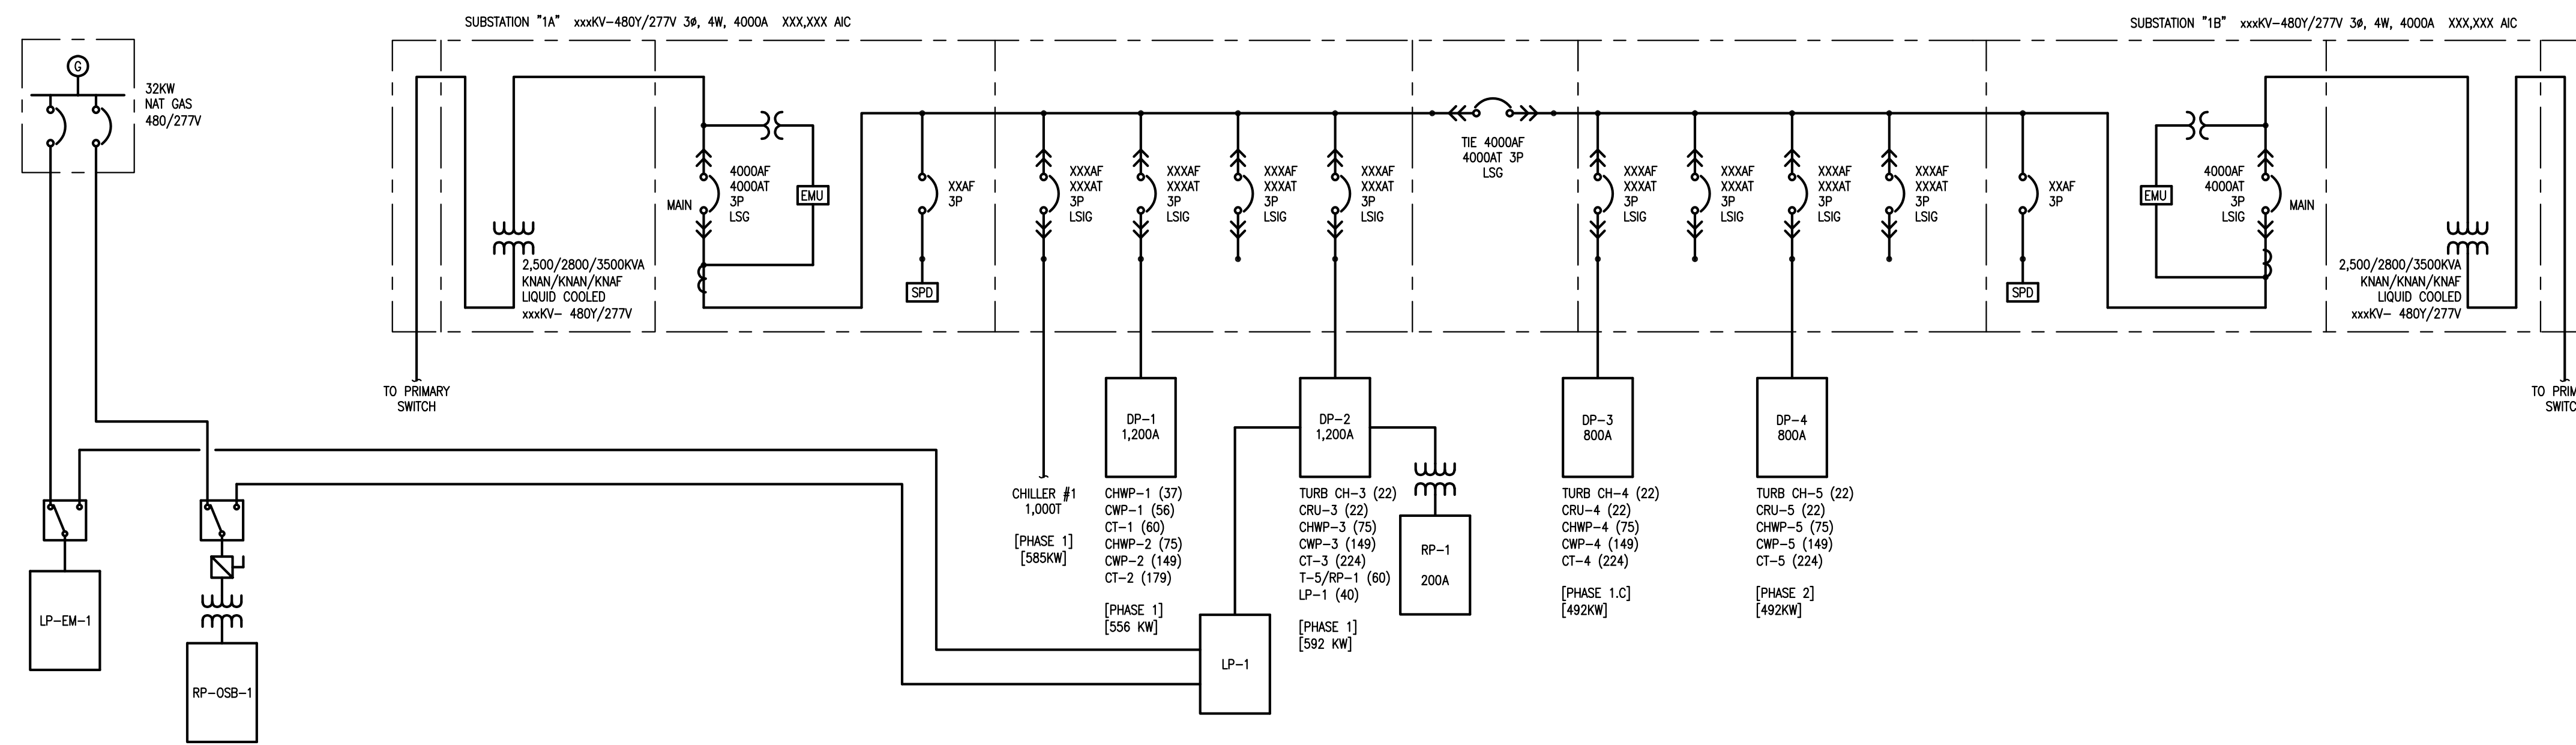 SUBSTATION "1A" xxxKV-480Y/277V 3ø, 4W, 4000A XXX,XXX AIC
SUBSTATION "1B" xxxKV-480Y/277V 3ø, 4W, 4000A XXX,XXX AIC
G
32KW
NAT GAS
480/277V
TO PRIMARY
SWITCH
2,500/2800/3500KVA
KNAN/KNAN/KNAF
LIQUID COOLED
xxxKV- 480Y/277V
MAIN
4000AF
4000AT
3P
LSG
EMU
XXAF
3P
SPD
XXXAF
XXXAT
3P
LSIG
XXXAF
XXXAT
3P
LSIG
XXXAF
XXXAT
3P
LSIG
XXXAF
XXXAT
3P
LSIG
TIE 4000AF
4000AT 3P
LSG
XXXAF
XXXAT
3P
LSIG
XXXAF
XXXAT
3P
LSIG
XXXAF
XXXAT
3P
LSIG
XXXAF
XXXAT
3P
LSIG
XXAF
3P
SPD
EMU
4000AF
4000AT
3P
LSIG
MAIN
2,500/2800/3500KVA
KNAN/KNAN/KNAF
LIQUID COOLED
xxxKV- 480Y/277V
TO PRIM
SWITC
CHILLER #1
1,000T
[PHASE 1]
[585KW]
DP-1
1,200A
CHWP-1 (37)
CWP-1 (56)
CT-1 (60)
CHWP-2 (75)
CWP-2 (149)
CT-2 (179)
[PHASE 1]
[556 KW]
DP-2
1,200A
TURB CH-3 (22)
CRU-3 (22)
CHWP-3 (75)
CWP-3 (149)
CT-3 (224)
T-5/RP-1 (60)
LP-1 (40)
[PHASE 1]
[592 KW]
RP-1
200A
DP-3
800A
TURB CH-4 (22)
CRU-4 (22)
CHWP-4 (75)
CWP-4 (149)
CT-4 (224)
[PHASE 1.C]
[492KW]
DP-4
800A
TURB CH-5 (22)
CRU-5 (22)
CHWP-5 (75)
CWP-5 (149)
CT-5 (224)
[PHASE 2]
[492KW]
LP-EM-1
RP-OSB-1
LP-1